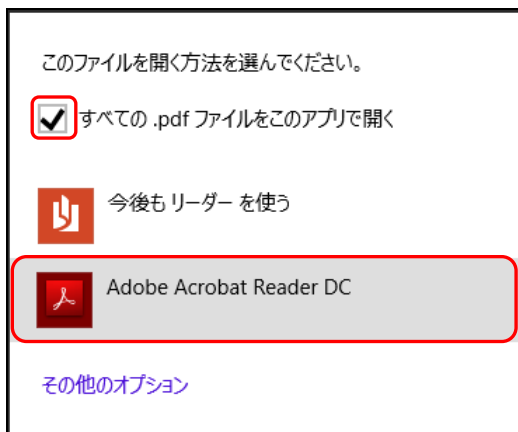 このファイルを開く方法を選んでください。
すべての .pdf ファイルをこのアプリで開く
今後も リーダー を使う
Adobe Acrobat Reader DC
その他のオプション